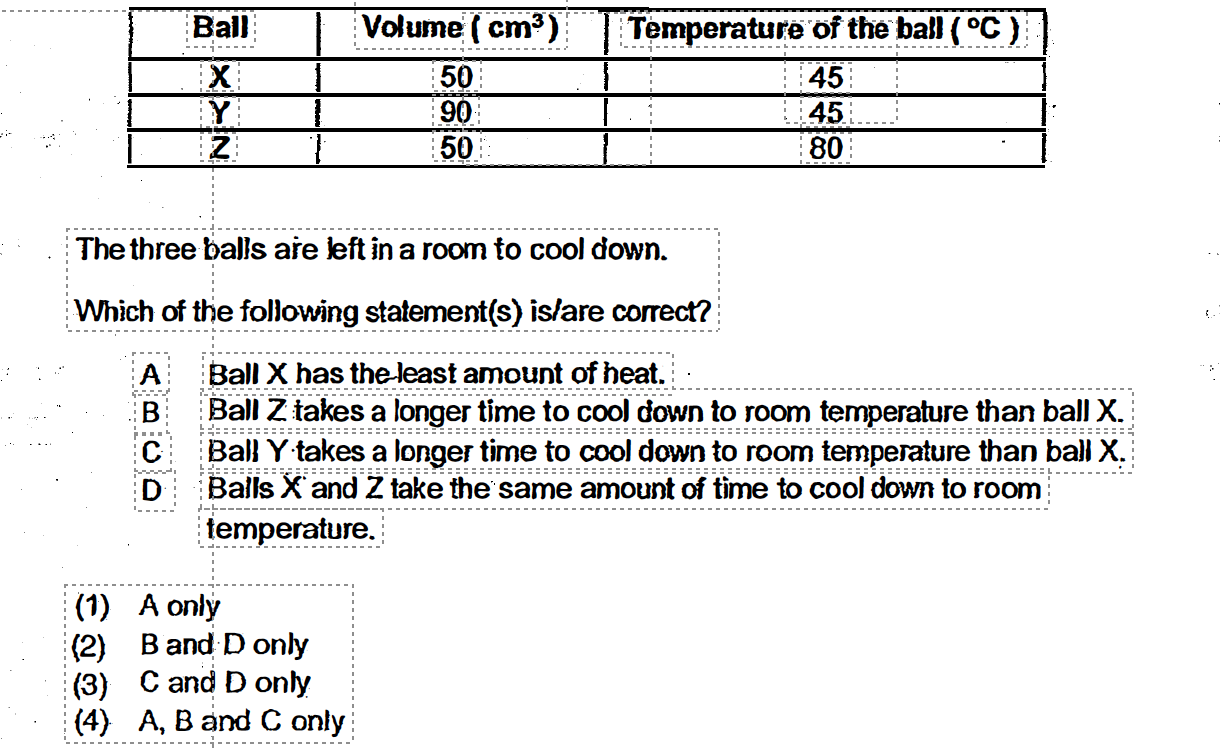 Ball Volume ( cm³ ) Temperature of the ball ( ºC )
X 50 45
Y 90 45
Z 50 80
The three balls are left in a room to cool down.
Which of the following statement(s) is/are correct?
A Ball X has the least amount of heat.
B Ball Z takes a longer time to cool down to room temperature than ball X.
C Ball Y takes a longer time to cool down to room temperature than ball X.
D Balls X and Z take the same amount of time to cool down to room
temperature.
(1) A only
(2) B and D only
(3) C and D only
(4) A, B and C only